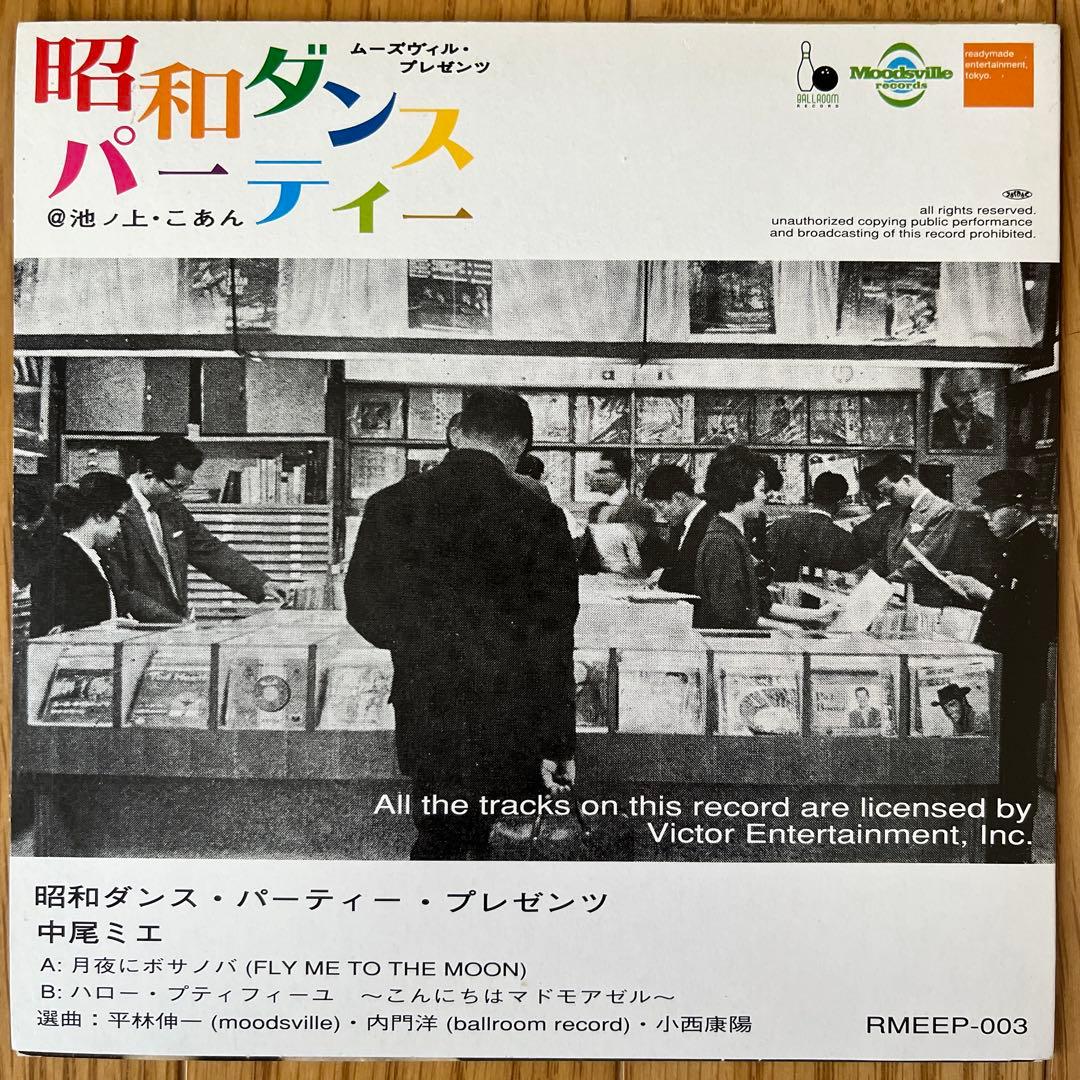 昭和ダンス
パーティー
ムーズヴィル・
プレゼンツ
@池ノ上・こあん
BALLROOM
RECORD
Moodsville
records
readymade
entertainment,
tokyo.
all rights reserved.
unauthorized copying public performance
and broadcasting of this record prohibited.
All the tracks on this record are licensed by
Victor Entertainment, Inc.
昭和ダンス・パーティー・プレゼンツ
中尾ミエ
A: 月夜にボサノバ (FLY ME TO THE MOON)
B: ハロー・プティフィーユ　～こんにちはマドモアゼル～
選曲：平林伸一 (moodsville)・内門洋 (ballroom record)・小西康陽
RMEEP-003